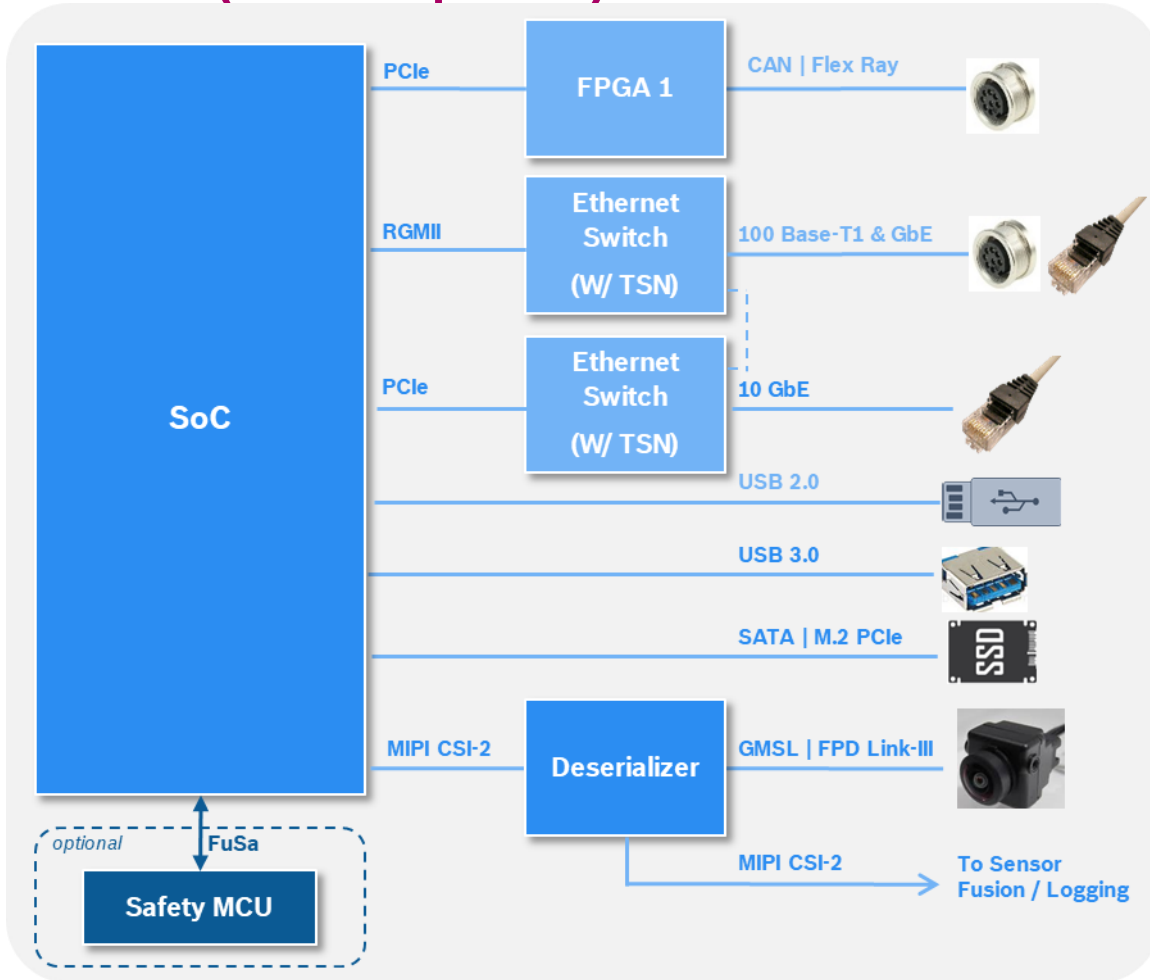 PCIe
FPGA 1
CAN | Flex Ray
RGMII
Ethernet
Switch
(W/ TSN)
100 Base-T1 & GbE
PCIe
Ethernet
Switch
(W/ TSN)
10 GbE
SoC
USB 2.0
USB 3.0
SATA | M.2 PCIe
SSD
MIPI CSI-2
Deserializer
GMSL | FPD Link-III
optional
FuSa
Safety MCU
MIPI CSI-2
To Sensor
Fusion / Logging